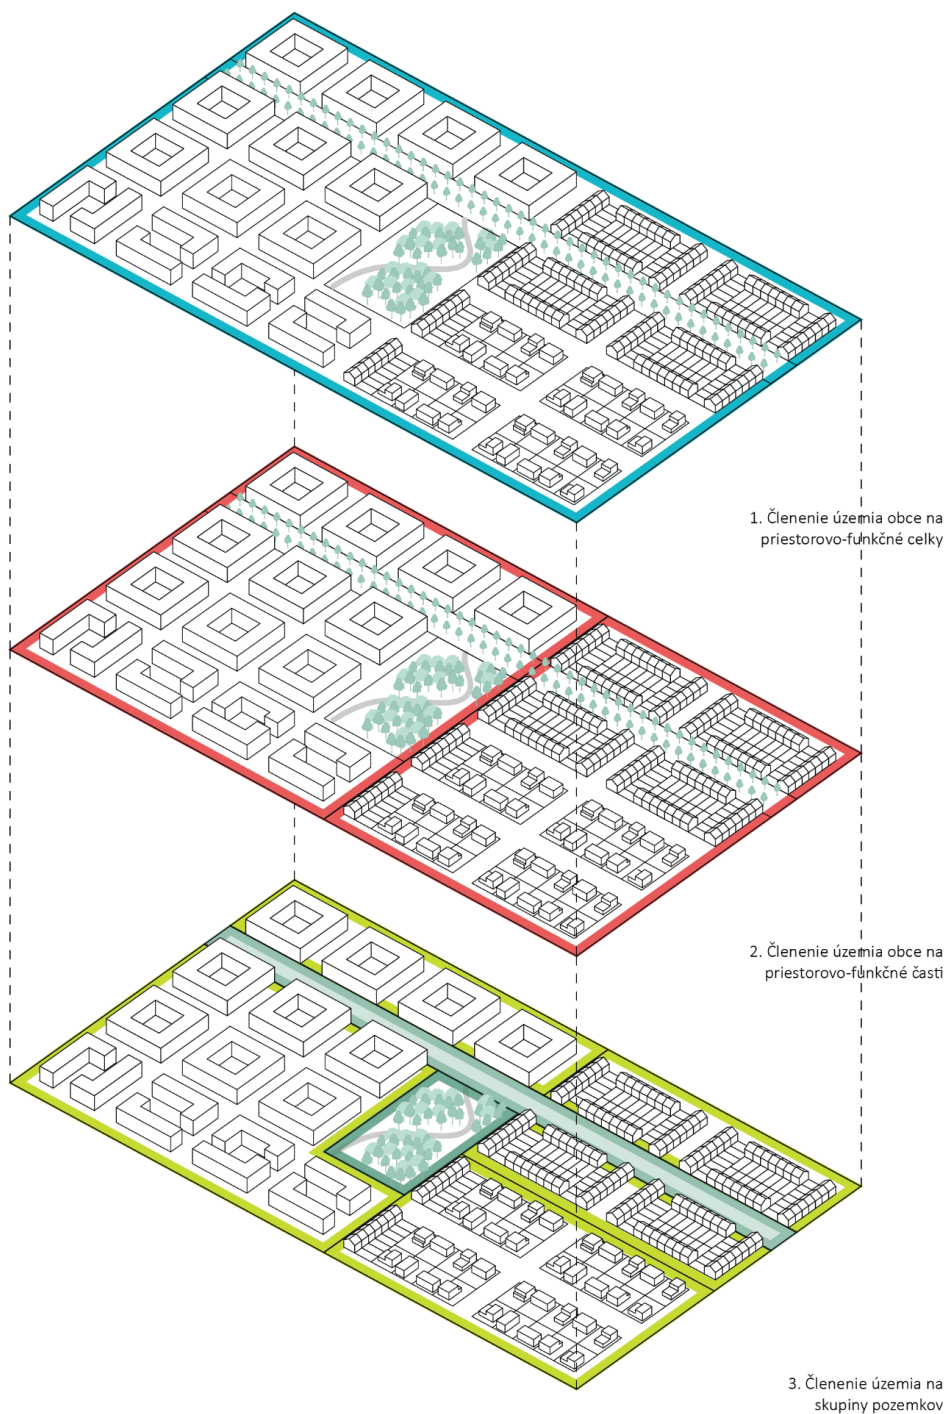 1. Členenie územia obce na
priestorovo-funkčné celky
2. Členenie územia obce na
priestorovo-funkčné časti
3. Členenie územia na
skupiny pozemkov